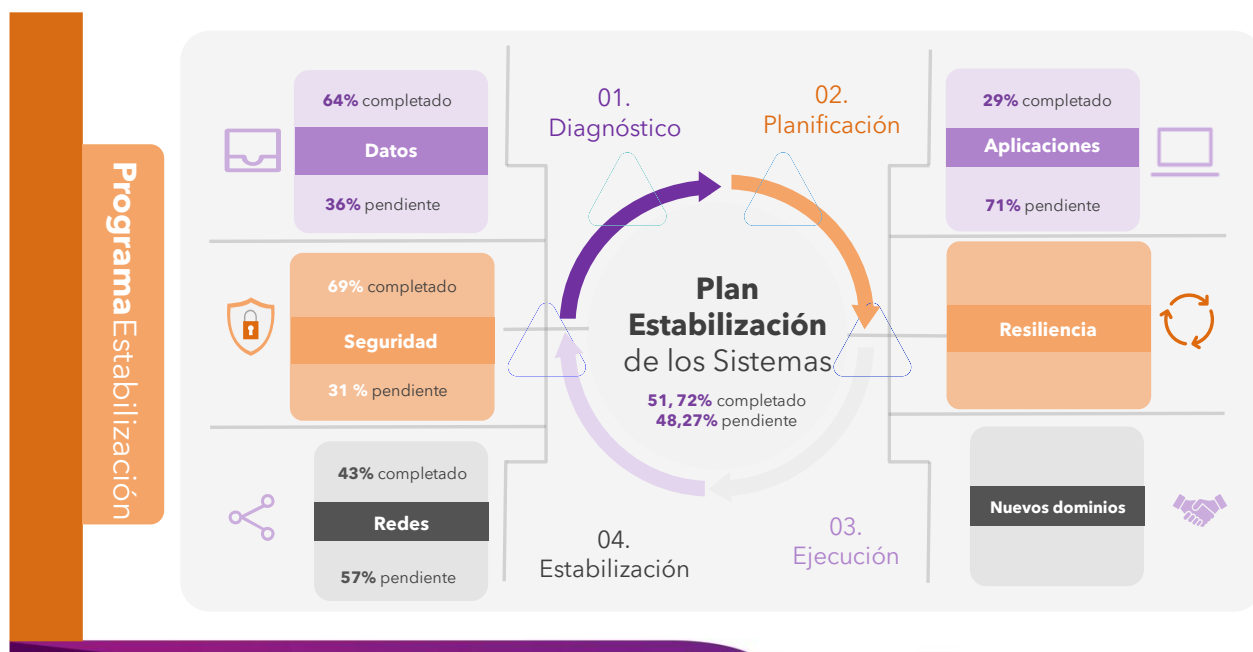 Programa Estabilización
64% completado
Datos
36% pendiente
69% completado
Seguridad
31 % pendiente
43% completado
Redes
57% pendiente
01.
Diagnóstico
02.
Planificación
Plan
Estabilización
de los Sistemas
51, 72% completado
48,27% pendiente
04.
Estabilización
03.
Ejecución
29% completado
Aplicaciones
71% pendiente
Resiliencia
Nuevos dominios